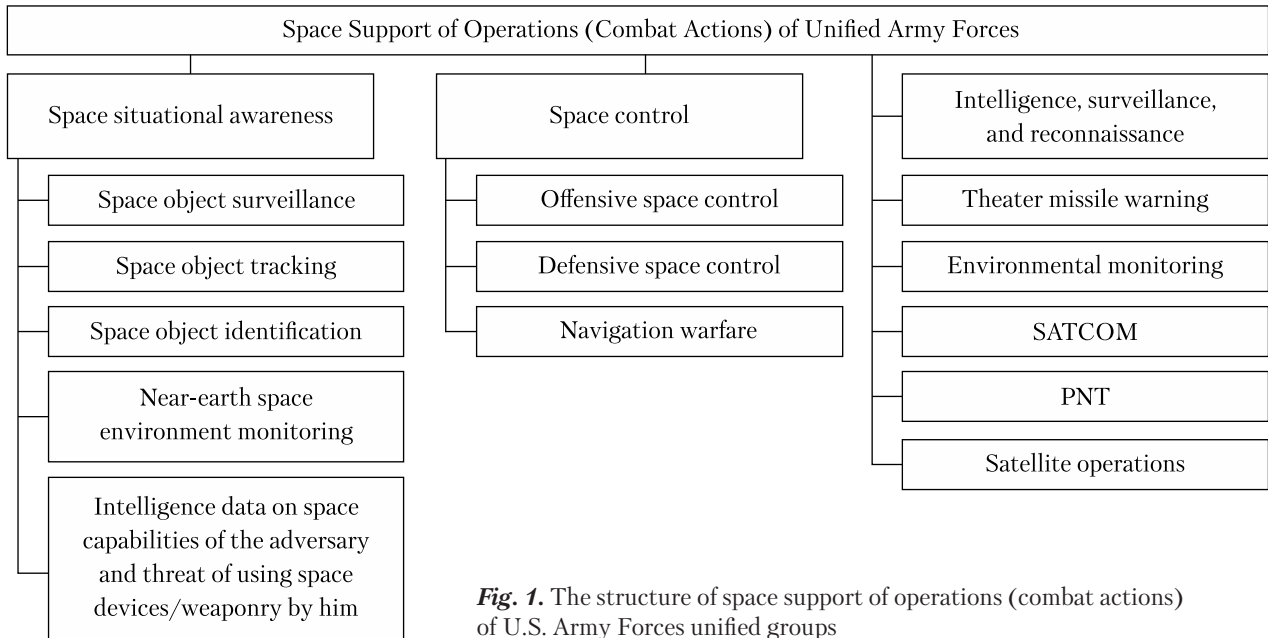 Space Support of Operations (Combat Actions) of Unified Army Forces
Space situational awareness
Space object surveillance
Space object tracking
Space object identification
Near-earth space
environment monitoring
Intelligence data on space
capabilities of the adversary
and threat of using space
devices/weaponry by him
Space control
Offensive space control
Defensive space control
Navigation warfare
Intelligence, surveillance,
and reconnaissance
Theater missile warning
Environmental monitoring
SATCOM
PNT
Satellite operations
Fig. 1. The structure of space support of operations (combat actions)
of U.S. Army Forces unified groups